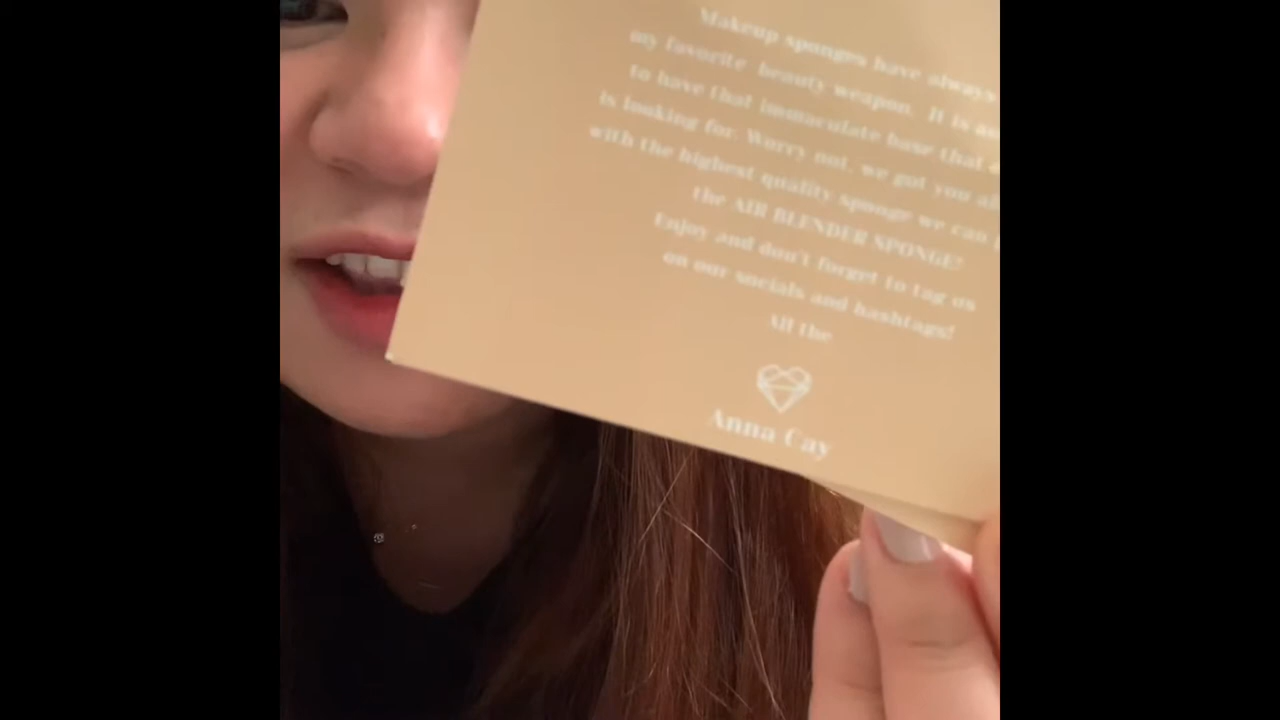 Makeup sponges have always
my favorite beauty weapon. It is
to have that immaculate base that
is looking for. Worry not, we got you
with the highest quality sponge we can
the AIR BLENDER SPONGE!
Enjoy and don't forget to tag us
on our socials and hashtags!
All the
Anna Cay